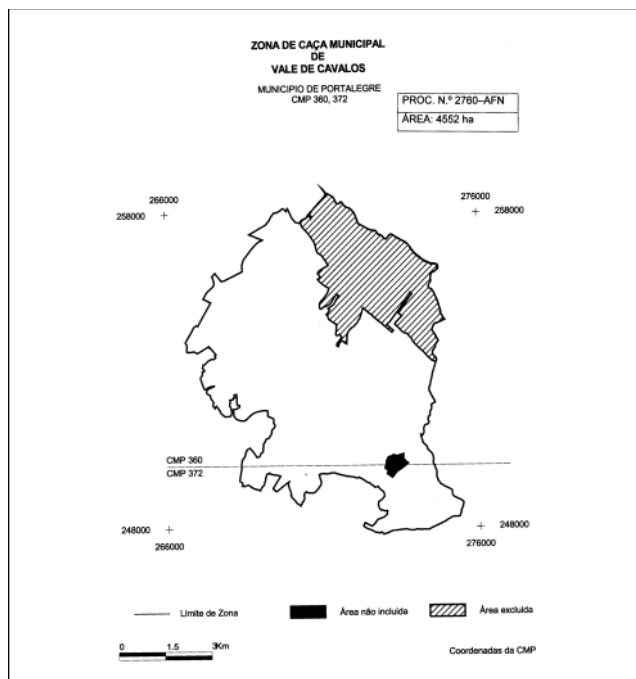 ZONA DE CAÇA MUNICIPAL
DE
VALE DE CAVALOS
MUNICIPIO DE PORTALEGRE
CMP 360, 372
PROC. N.º 2760–AFN
ÁREA: 4552 ha
266000
258000
276000
258000
CMP 360
CMP 372
248000
266000
248000
276000
Limite de Zona
Área não incluida
Área excluida
0 1.5 3Km
Coordenadas da CMP